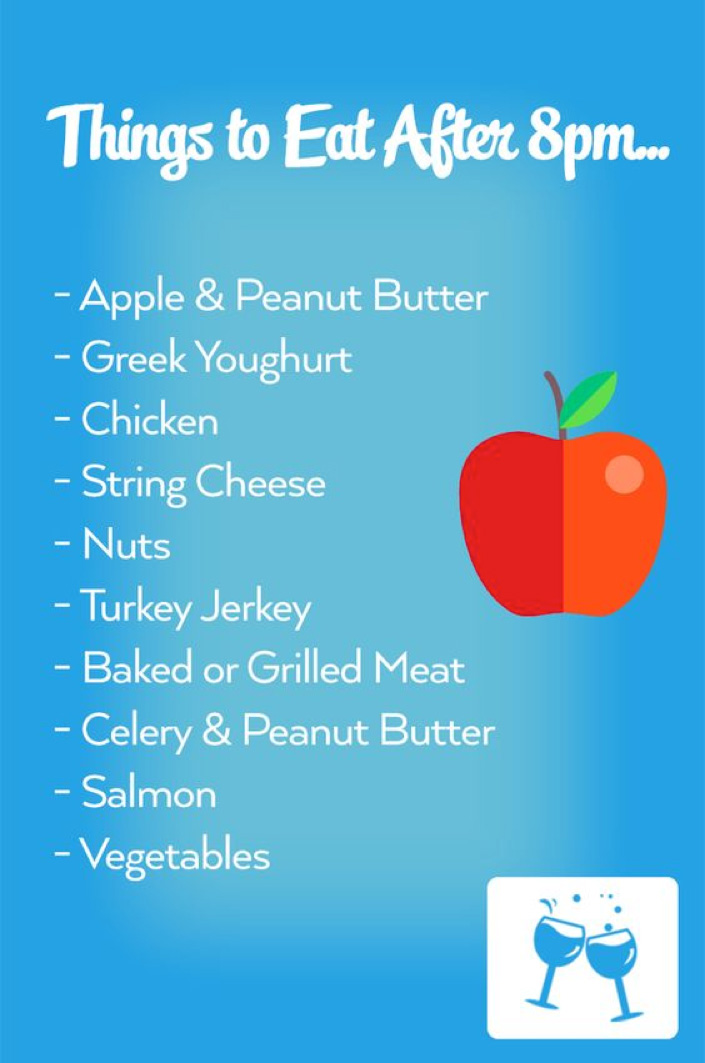 Things to Eat After 8pm...
- Apple & Peanut Butter
- Greek Youghurt
- Chicken
- String Cheese
- Nuts
- Turkey Jerkey
- Baked or Grilled Meat
- Celery & Peanut Butter
- Salmon
- Vegetables